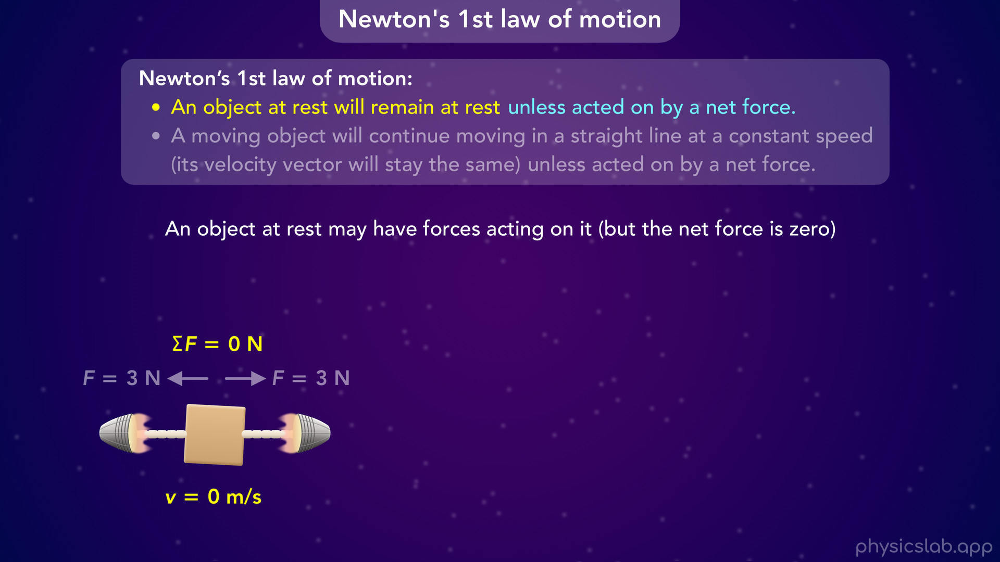 Newton's 1st law of motion
Newton’s 1st law of motion:
• An object at rest will remain at rest unless acted on by a net force.
• A moving object will continue moving in a straight line at a constant speed
(its velocity vector will stay the same) unless acted on by a net force.
An object at rest may have forces acting on it (but the net force is zero)
ΣF = 0 N
F = 3 N F = 3 N
v = 0 m/s
physicslab.app